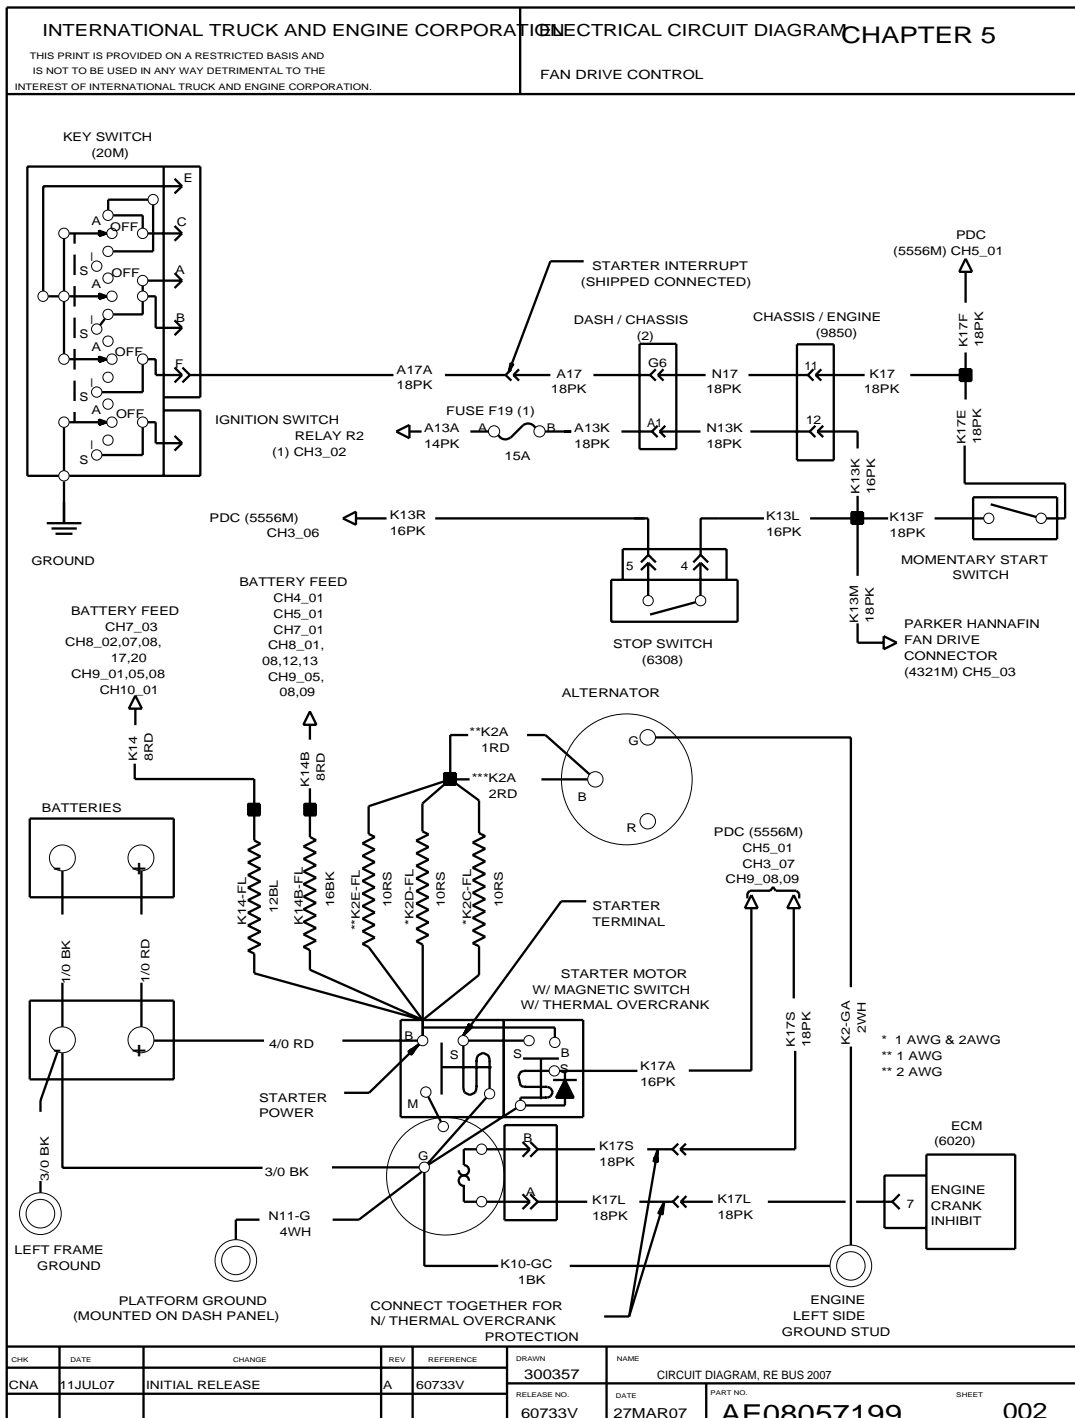 INTERNATIONAL TRUCK AND ENGINE CORPORATION
ELECTRICAL CIRCUIT DIAGRAM
CHAPTER 5
THIS PRINT IS PROVIDED ON A RESTRICTED BASIS AND
IS NOT TO BE USED IN ANY WAY DETRIMENTAL TO THE
INTEREST OF INTERNATIONAL TRUCK AND ENGINE CORPORATION.
FAN DRIVE CONTROL
KEY SWITCH
(20M)
E
A
OFF
C
I
S
OFF
A
A
I
B
S
A
OFF
F
I
S
A
OFF
I
S
GROUND
PDC
(5556M) CH5_01
STARTER INTERRUPT
(SHIPPED CONNECTED)
DASH / CHASSIS
(2)
CHASSIS / ENGINE
(9850)
K17F
18PK
A17A
18PK
A17
18PK
G6
N17
18PK
11
K17
18PK
K17E
18PK
IGNITION SWITCH
RELAY R2
(1) CH3_02
A13A
14PK
FUSE F19 (1)
A
B
15A
A13K
18PK
A1
N13K
18PK
12
K13K
16PK
PDC (5556M)
CH3_06
K13R
16PK
K13L
16PK
K13F
18PK
MOMENTARY START
SWITCH
5
4
STOP SWITCH
(6308)
K13M
18PK
PARKER HANNAFIN
FAN DRIVE
CONNECTOR
(4321M) CH5_03
BATTERY FEED
CH7_03
CH8_02,07,08,
17,20
CH9_01,05,08
CH10_01
BATTERY FEED
CH4_01
CH5_01
CH7_01
CH8_01,
08,12,13
CH9_05,
08,09
K14
8RD
K14B
8RD
ALTERNATOR
**K2A
1RD
***K2A
2RD
G
B
R
BATTERIES
-
+
1/0 BK
1/0 RD
-
+
K14-FL
12BL
K14B-FL
16BK
**K2E-FL
10RS
*K2D-FL
10RS
*K2C-FL
10RS
PDC (5556M)
CH5_01
CH3_07
CH9_08,09
STARTER
TERMINAL
STARTER MOTOR
W/ MAGNETIC SWITCH
W/ THERMAL OVERCRANK
4/0 RD
B
S
S
B
S
M
STARTER
POWER
K17A
16PK
K17S
18PK
K2-GA
2WH
* 1 AWG & 2AWG
** 1 AWG
** 2 AWG
3/0 BK
3/0 BK
G
B
K17S
18PK
A
K17L
18PK
K17L
18PK
ECM
(6020)
7
ENGINE
CRANK
INHIBIT
N11-G
4WH
LEFT FRAME
GROUND
K10-GC
1BK
PLATFORM GROUND
(MOUNTED ON DASH PANEL)
CONNECT TOGETHER FOR
N/ THERMAL OVERCRANK
PROTECTION
ENGINE
LEFT SIDE
GROUND STUD
CHK
DATE
CHANGE
REV
REFERENCE
CNA
11JUL07
INITIAL RELEASE
A
60733V
DRAWN
300357
NAME
CIRCUIT DIAGRAM, RE BUS 2007
RELEASE NO.
60733V
DATE
27MAR07
PART NO.
AE08057199
SHEET
002